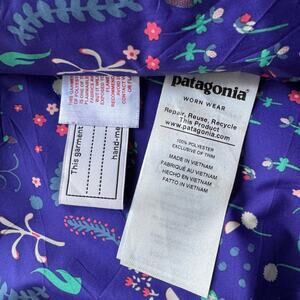 patagonia
WORN WEAR
Repair, Reuse, Recycle
This Product
www.patagonia.com
100% POLYESTER
EXCLUSIVE OF TRIM
MADE IN VIETNAM
FABRIQUÉ AU VIETNAM
HECHO EN VIETNAM
FATTO IN VIETNAM
This garment
hand-me